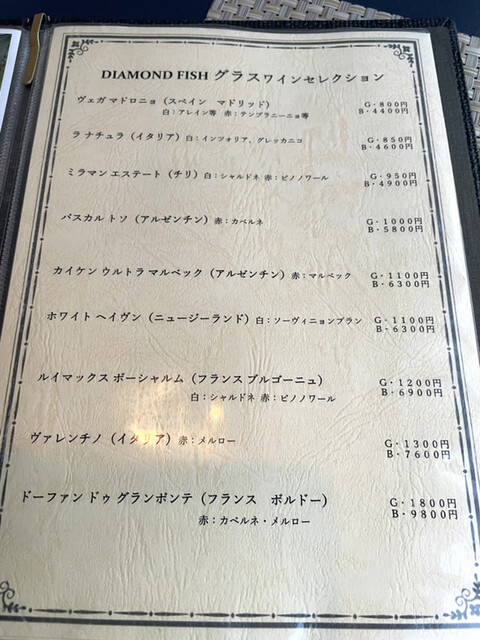 DIAMOND FISH グラスワインセレクション
ヴェガ マドロニョ（スペイン　マドリッド） G・800円
白：アレイン等 赤：テンプラニーニョ等 B・4400円
ラ ナチュラ（イタリア）白：インツォリア、グレッカニコ G・850円
B・4600円
ミラマン エステート（チリ）白：シャルドネ 赤：ピノノワール G・950円
B・4900円
パスカル トソ（アルゼンチン）赤：カベルネ G・1000円
B・5800円
カイケン ウルトラ マルベック（アルゼンチン）赤：マルベック G・1100円
B・6300円
ホワイト ヘイヴン（ニュージーランド）白：ソーヴィニョンブラン G・1100円
B・6300円
ルイマックス ボーシャルム（フランス ブルゴーニュ） G・1200円
白：シャルドネ 赤：ピノノワール B・6900円
ヴァレンチノ（イタリア）赤：メルロー G・1300円
B・7600円
ドーファン ドゥ グランポンテ（フランス　ボルドー） G・1800円
赤：カベルネ・メルロー B・9800円